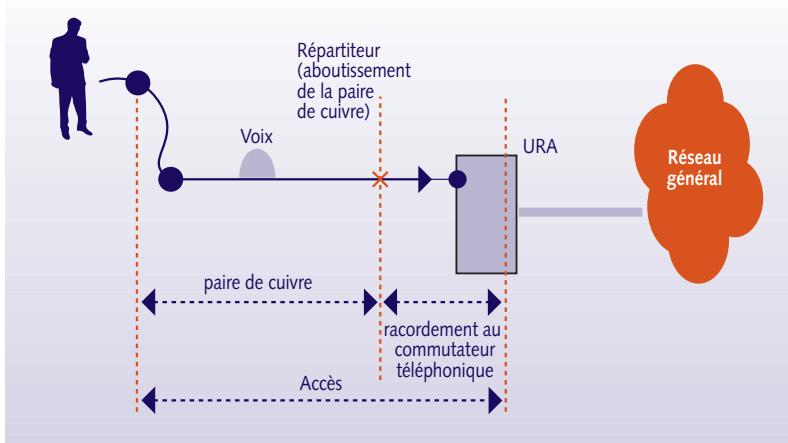 Répartiteur
(aboutissement
de la paire
de cuivre)
Voix
URA
Réseau
général
paire de cuivre
racordement au
commutateur
téléphonique
Accès